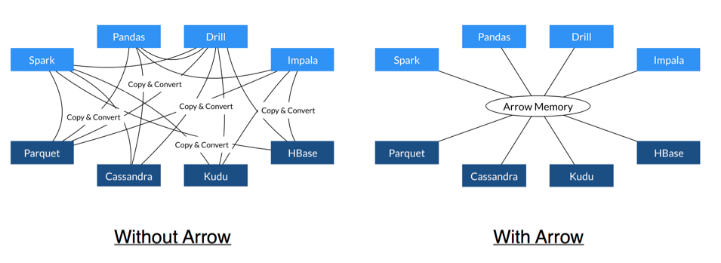 Pandas
Drill
Spark
Impala
Copy & Convert
Copy & Convert
Copy & Convert
Copy & Convert
Copy & Convert
Parquet
HBase
Cassandra
Kudu
Without Arrow
Pandas
Drill
Spark
Impala
Arrow Memory
Parquet
HBase
Cassandra
Kudu
With Arrow